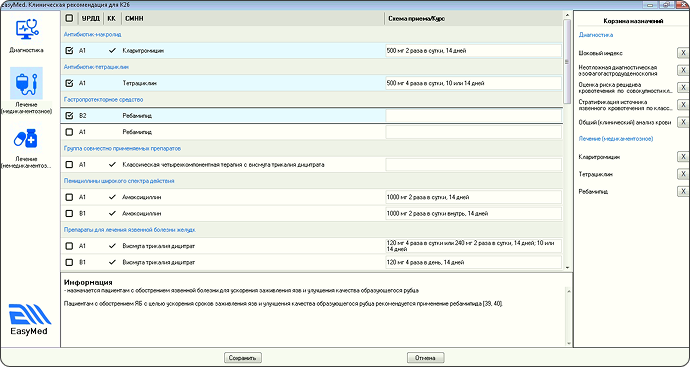 EasyMed. Клиническая рекомендация для K26
Диагностика
Лечение
(медикаментозное)
Лечение
(немедикаментоз...
EasyMed
УРДД КК СМНН Схема приема/Курс
Антибиотик-макролид
A1 Кларитромицин 500 мг 2 раза в сутки, 14 дней
Антибиотик-тетрациклин
A1 Тетрациклин 500 мг 4 раза в сутки, 10 или 14 дней
Гастропротекторное средство
B2 Ребамипид
A1 Ребамипид
Группа совместно применяемых препаратов
A1 Классическая четырехкомпонентная терапия с висмута трикалия дицитрата
Пенициллины широкого спектра действия
A1 Амоксициллин 1000 мг 2 раза в сутки, 14 дней
B1 Амоксициллин 1000 мг 2 раза в сутки внутрь, 14 дней
Препараты для лечения язвенной болезни желудк
A1 Висмута трикалия дицитрат 120 мг 4 раза в сутки или 240 мг 2 раза в сутки, 14 дней; 10 или
14 дней
B1 Висмута трикалия дицитрат 120 мг 4 раза в день, 14 дней
Информация
- назначается пациентам с обострением язвенной болезни для ускорения заживления язв и улучшения качества образующегося рубца
Пациентам с обострением ЯБ с целью ускорения сроков заживления язв и улучшения качества образующегося рубца рекомендуется применение ребамипида [39, 40].
Корзина назначений
Диагностика
Шоковый индекс X
Неотложная диагностическая
эзофагогастродуоденоскопия X
Оценка риска рецидива
кровотечения по совокупности кл... X
Стратификация источника
язвенного кровотечения по класс... X
Общий (клинический) анализ крови X
Лечение (медикаментозное)
Кларитромицин X
Тетрациклин X
Ребамипид X
Сохранить Отмена